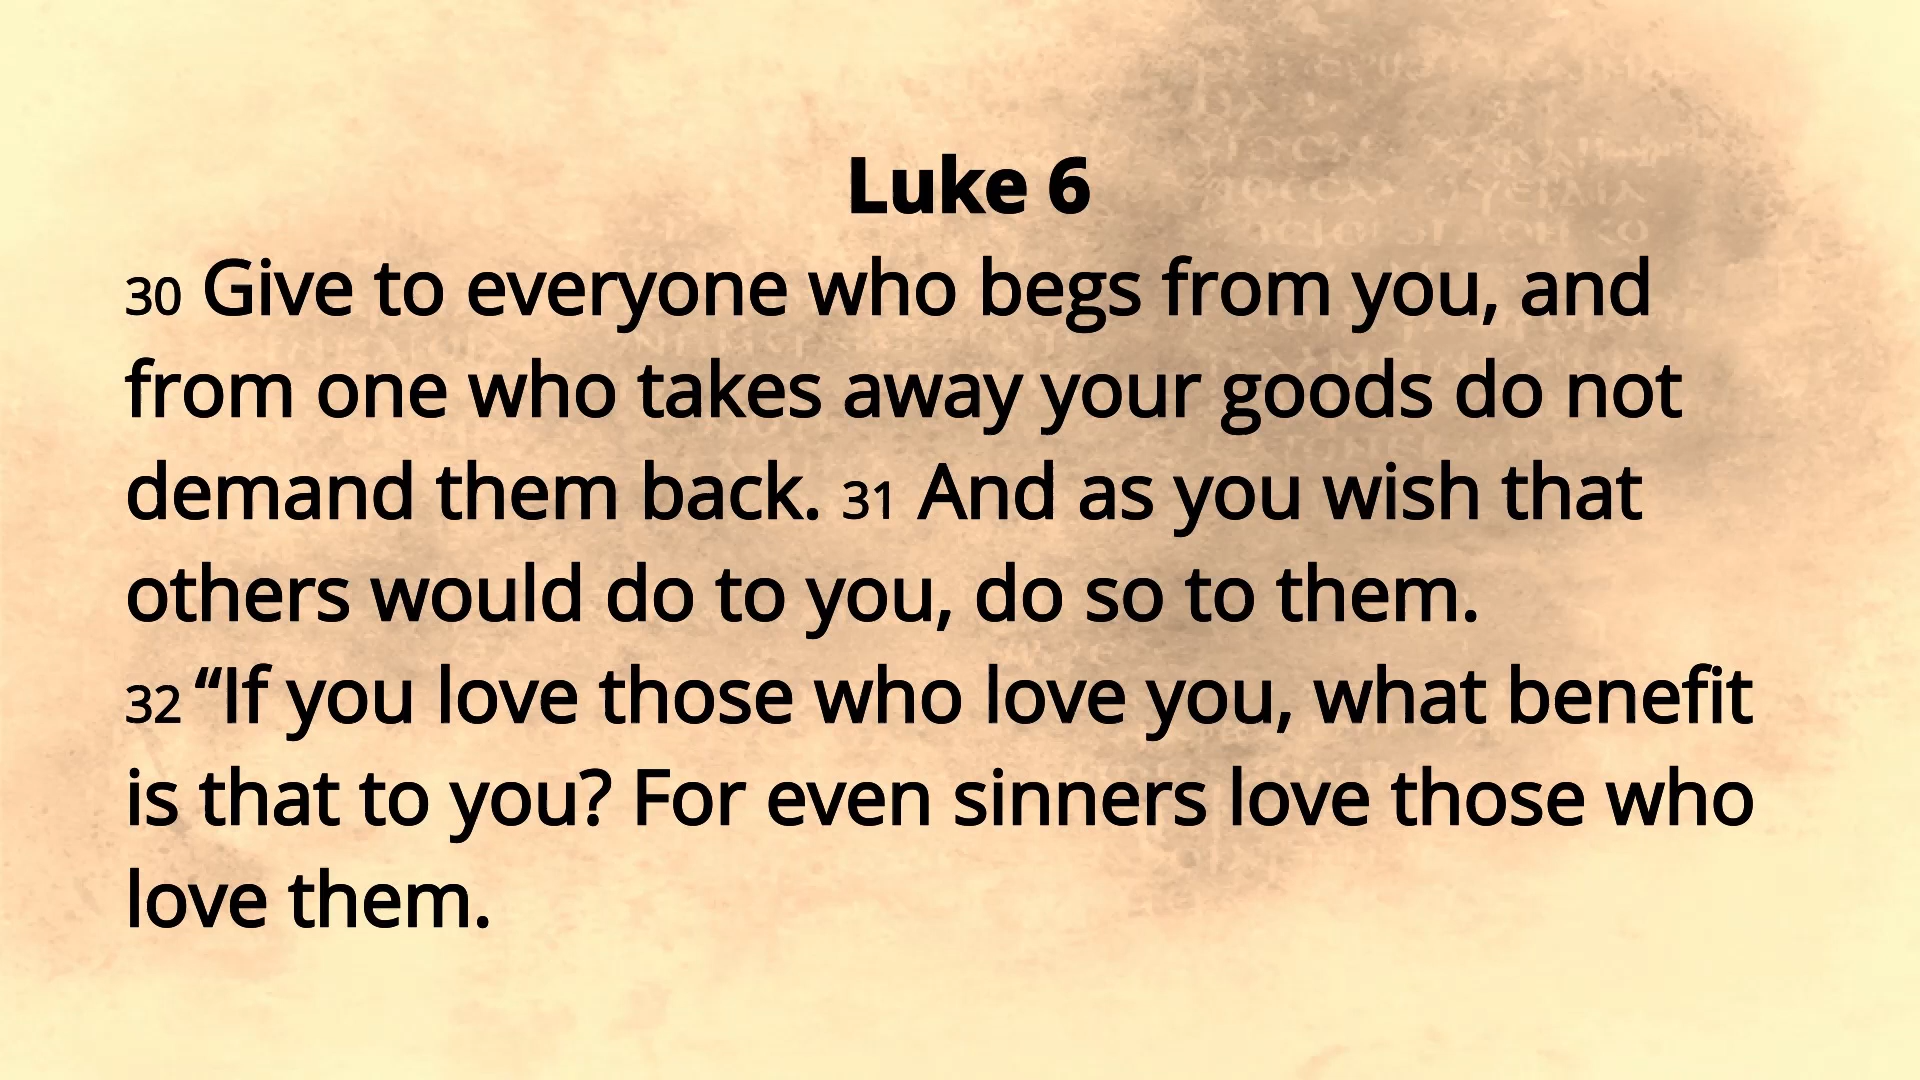 Luke 6
30 Give to everyone who begs from you, and
from one who takes away your goods do not
demand them back. 31 And as you wish that
others would do to you, do so to them.
32 “If you love those who love you, what benefit
is that to you? For even sinners love those who
love them.